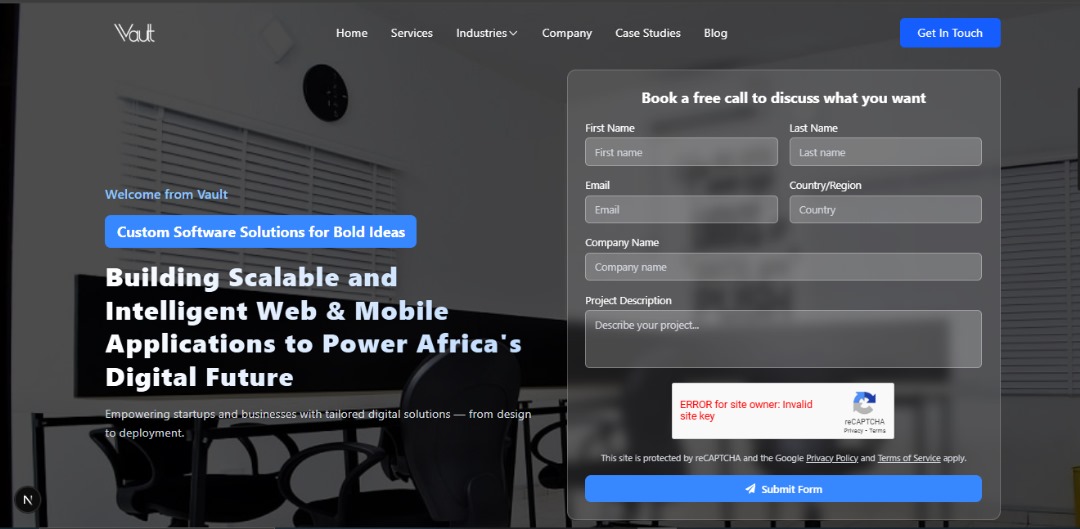 Vault
Home Services Industries Company Case Studies Blog
Get In Touch
Welcome from Vault
Custom Software Solutions for Bold Ideas
Building Scalable and
Intelligent Web & Mobile
Applications to Power Africa's
Digital Future
Empowering startups and businesses with tailored digital solutions — from design
to deployment.
Book a free call to discuss what you want
First Name Last Name
First name Last name
Email Country/Region
Email Country
Company Name
Company name
Project Description
Describe your project...
ERROR for site owner: Invalid
site key
reCAPTCHA
Privacy - Terms
This site is protected by reCAPTCHA and the Google Privacy Policy and Terms of Service apply.
Submit Form
N